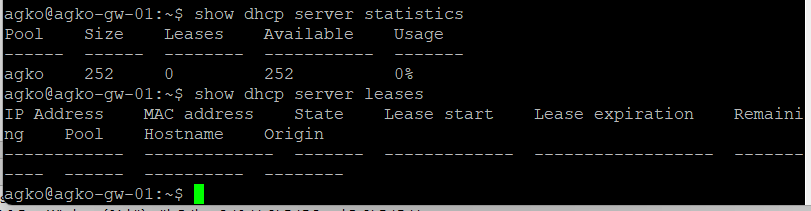 agko@agko-gw-01:~$ show dhcp server statistics
Pool    Size    Leases    Available    Usage
------  ------  --------  -----------  -------
agko    252     0         252          0%
agko@agko-gw-01:~$ show dhcp server leases
IP Address    MAC address    State    Lease start    Lease expiration    Remaini
ng    Pool    Hostname    Origin
------------  -------------  -------  -------------  ------------------  -------
----  ------  ----------  --------
agko@agko-gw-01:~$